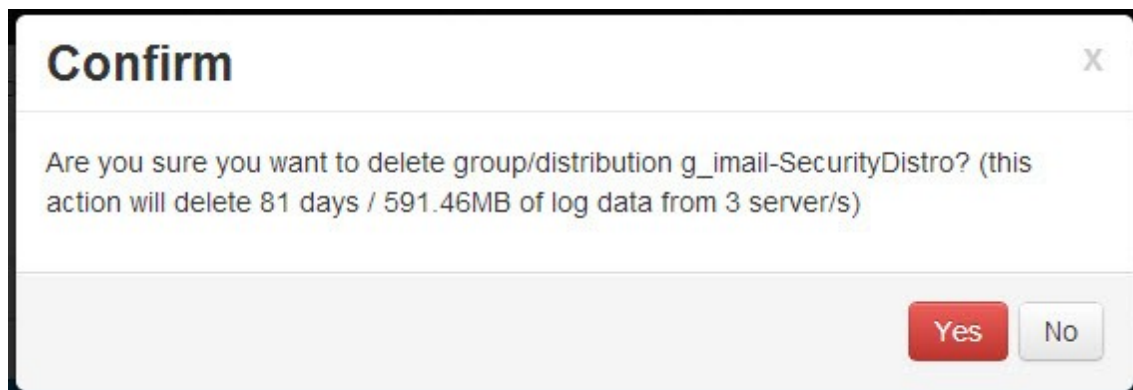 Confirm
X
Are you sure you want to delete group/distribution g_imail-SecurityDistro? (this
action will delete 81 days / 591.46MB of log data from 3 server/s)
Yes
No